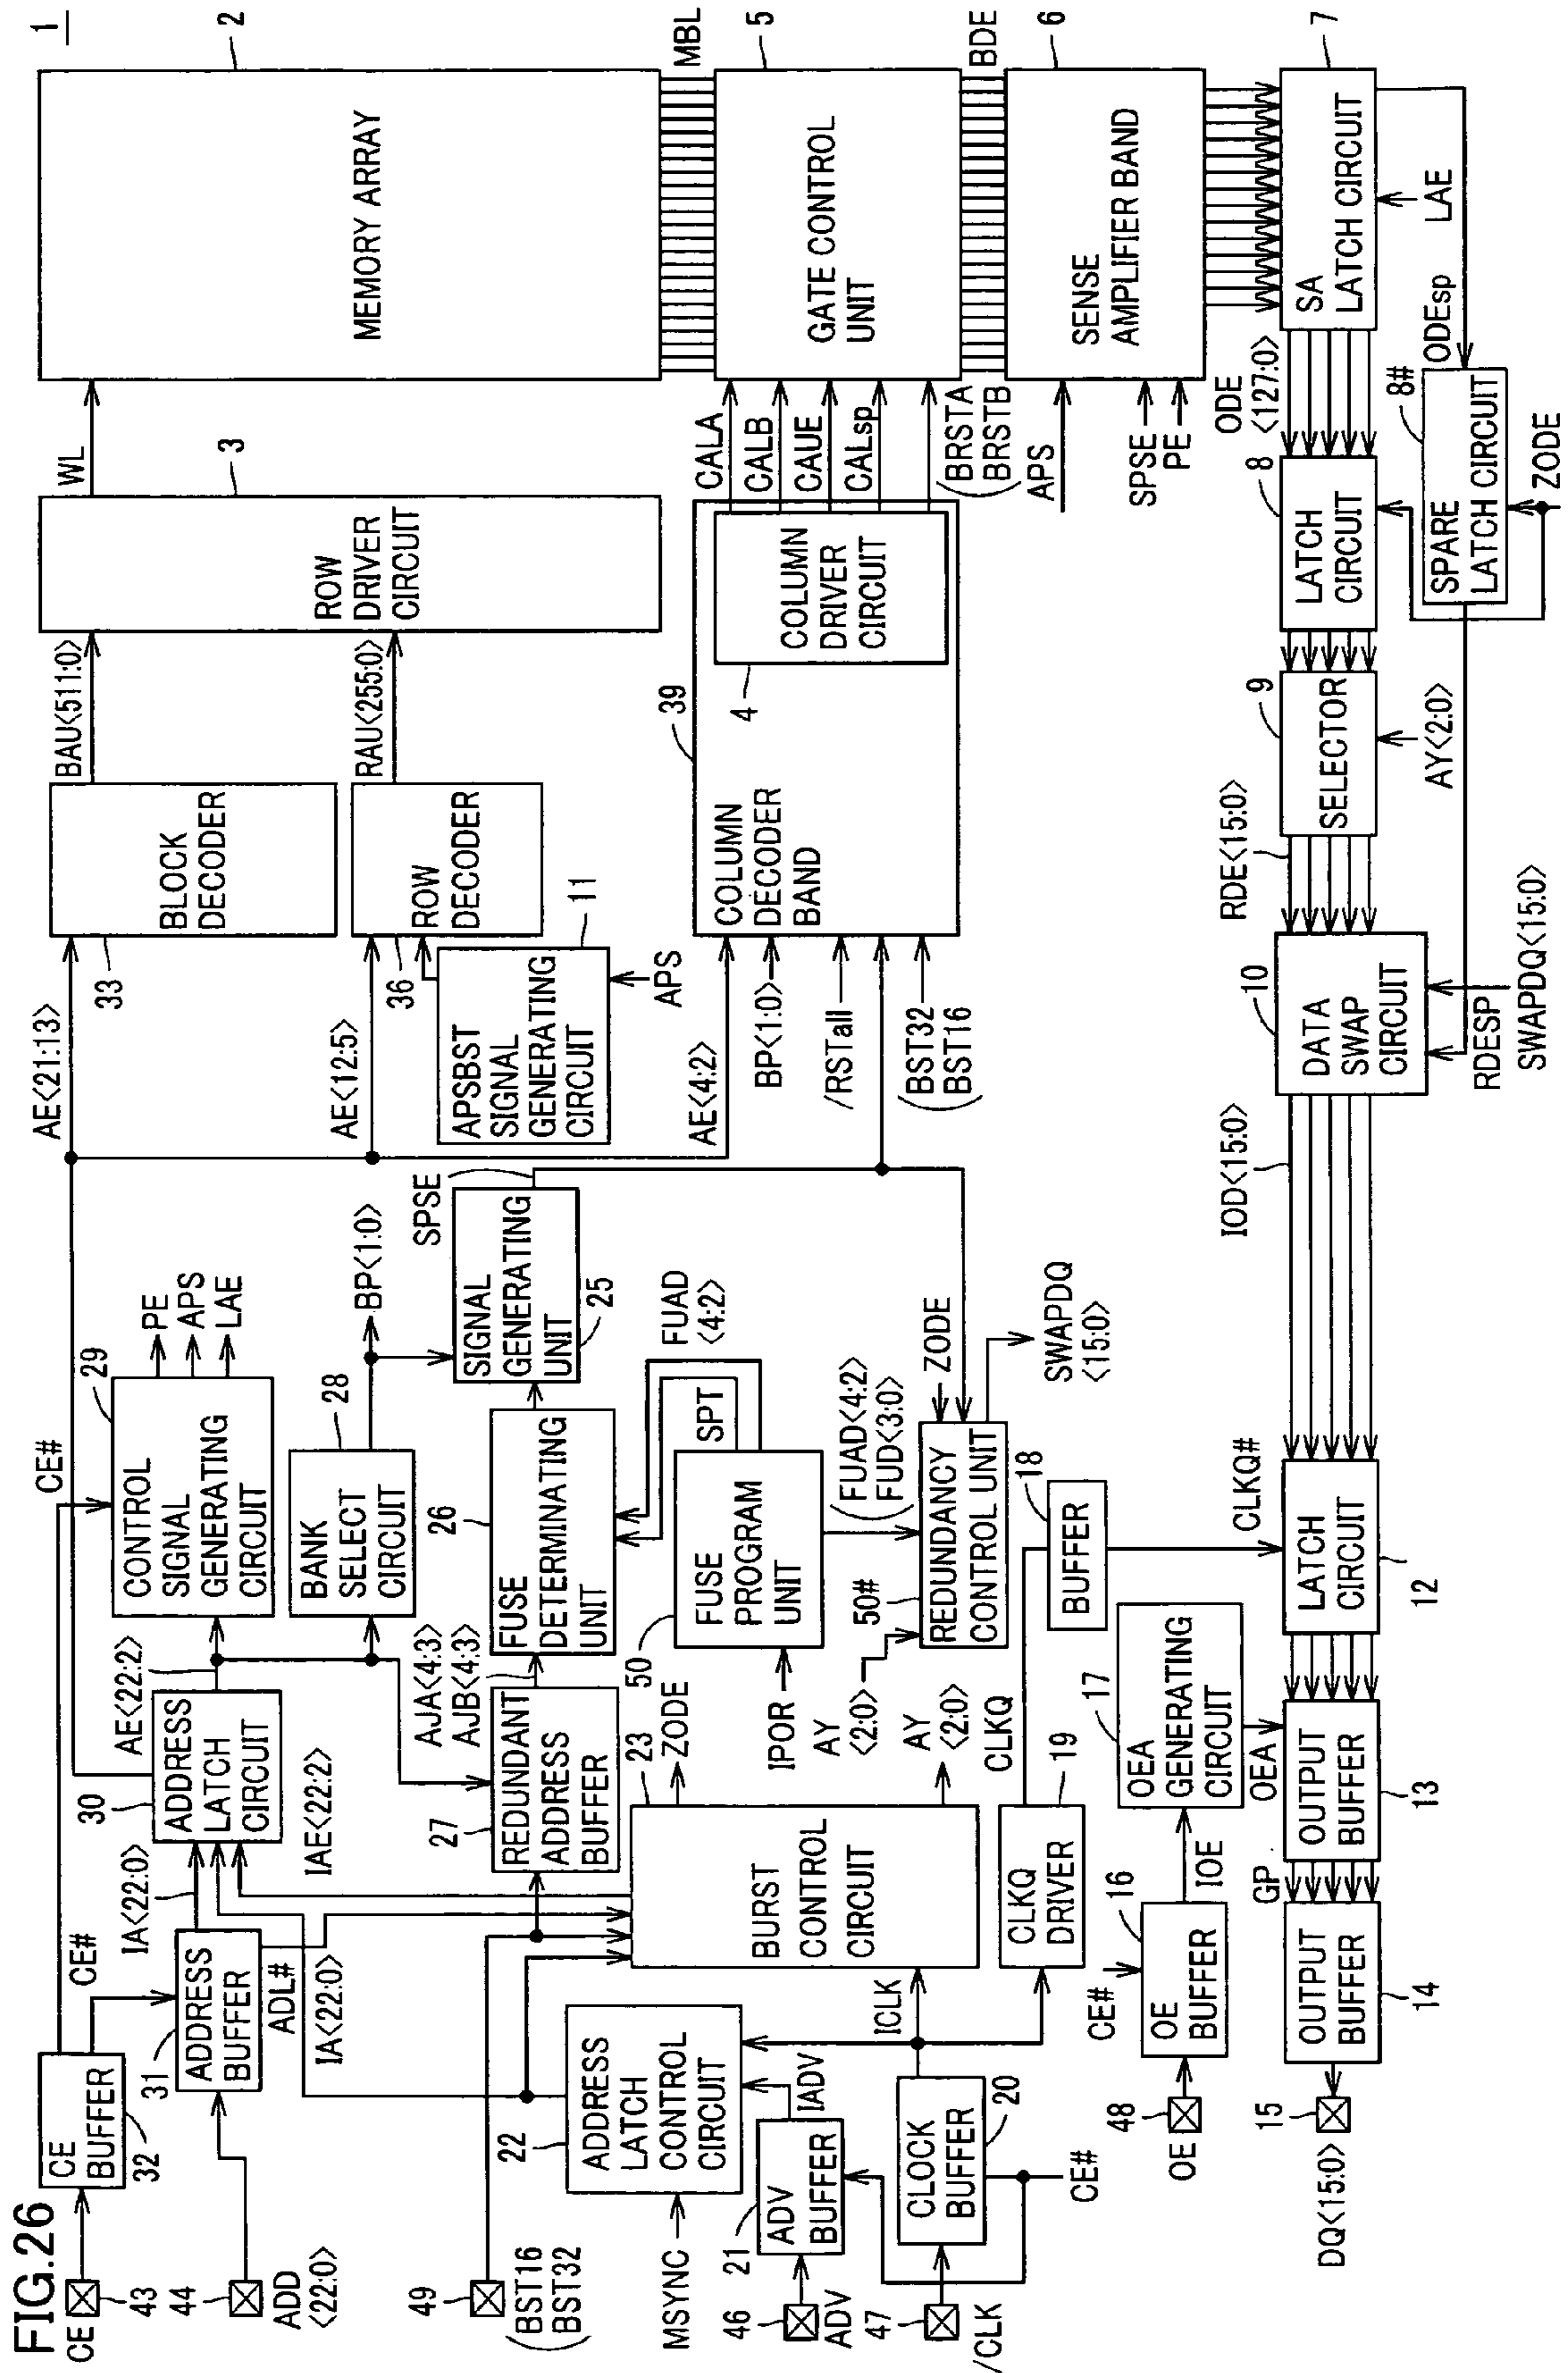 FIG.26
1
CE
43
CE
BUFFER
32
CE#
CE#
44
ADD
<22:0>
31
ADDRESS
BUFFER
ADL#
IA<22:0>
IA<22:0>
30
ADDRESS
LATCH
CIRCUIT
IAE<22:2>
AE<22:2>
29
CONTROL
SIGNAL
GENERATING
CIRCUIT
PE
APS
LAE
BANK
SELECT
CIRCUIT
28
BP<1:0>
AE<21:13>
33
BLOCK
DECODER
BAU<511:0>
AE<12:5>
36
ROW
DECODER
RAU<255:0>
APSBST
SIGNAL
GENERATING
CIRCUIT
11
APS
ROW
DRIVER
CIRCUIT
3
WL
MEMORY ARRAY
2
MBL
49
(BST16
BST32
27
REDUNDANT
ADDRESS
BUFFER
AJA<4:3>
AJB<4:3>
26
FUSE
DETERMINATING
UNIT
SIGNAL
GENERATING
UNIT
25
SPSE
SPT
FUAD
<4:2>
50
FUSE
PROGRAM
UNIT
IPOR
(FUAD<4:2>
FUD<3:0>
50#
REDUNDANCY
CONTROL UNIT
ZODE
SWAPDQ
<15:0>
AY
<2:0>
AE<4:2>
BP<1:0>
/RSTall
(BST32
BST16)
COLUMN
DECODER
BAND
39
4
COLUMN
DRIVER
CIRCUIT
CALA
CALB
CAUE
CALsp
(BRSTA
BRSTB
GATE CONTROL
UNIT
5
BDE
APS
SPSE
PE
SENSE
AMPLIFIER BAND
6
MSYNC
22
ADDRESS
LATCH
CONTROL
CIRCUIT
46
ADV
21
ADV
BUFFER
IADV
47
/CLK
CLOCK
BUFFER
20
CE#
ICLK
BURST
CONTROL
CIRCUIT
23
ZODE
AY
<2:0>
CLKQ
DRIVER
19
CLKQ
BUFFER
18
CLKQ#
48
OE
OE
BUFFER
16
CE#
IOE
OEA
GENERATING
CIRCUIT
17
OEA
DQ<15:0>
15
OUTPUT
BUFFER
14
GP
OUTPUT
BUFFER
13
LATCH
CIRCUIT
12
IOD<15:0>
10
DATA
SWAP
CIRCUIT
RDESP
SWAPDQ<15:0>
RDE<15:0>
9
SELECTOR
AY<2:0>
8
LATCH
CIRCUIT
ODE
<127:0>
SPARE
LATCH CIRCUIT
8#
ZODE
ODEsp
SA
LATCH CIRCUIT
7
LAE